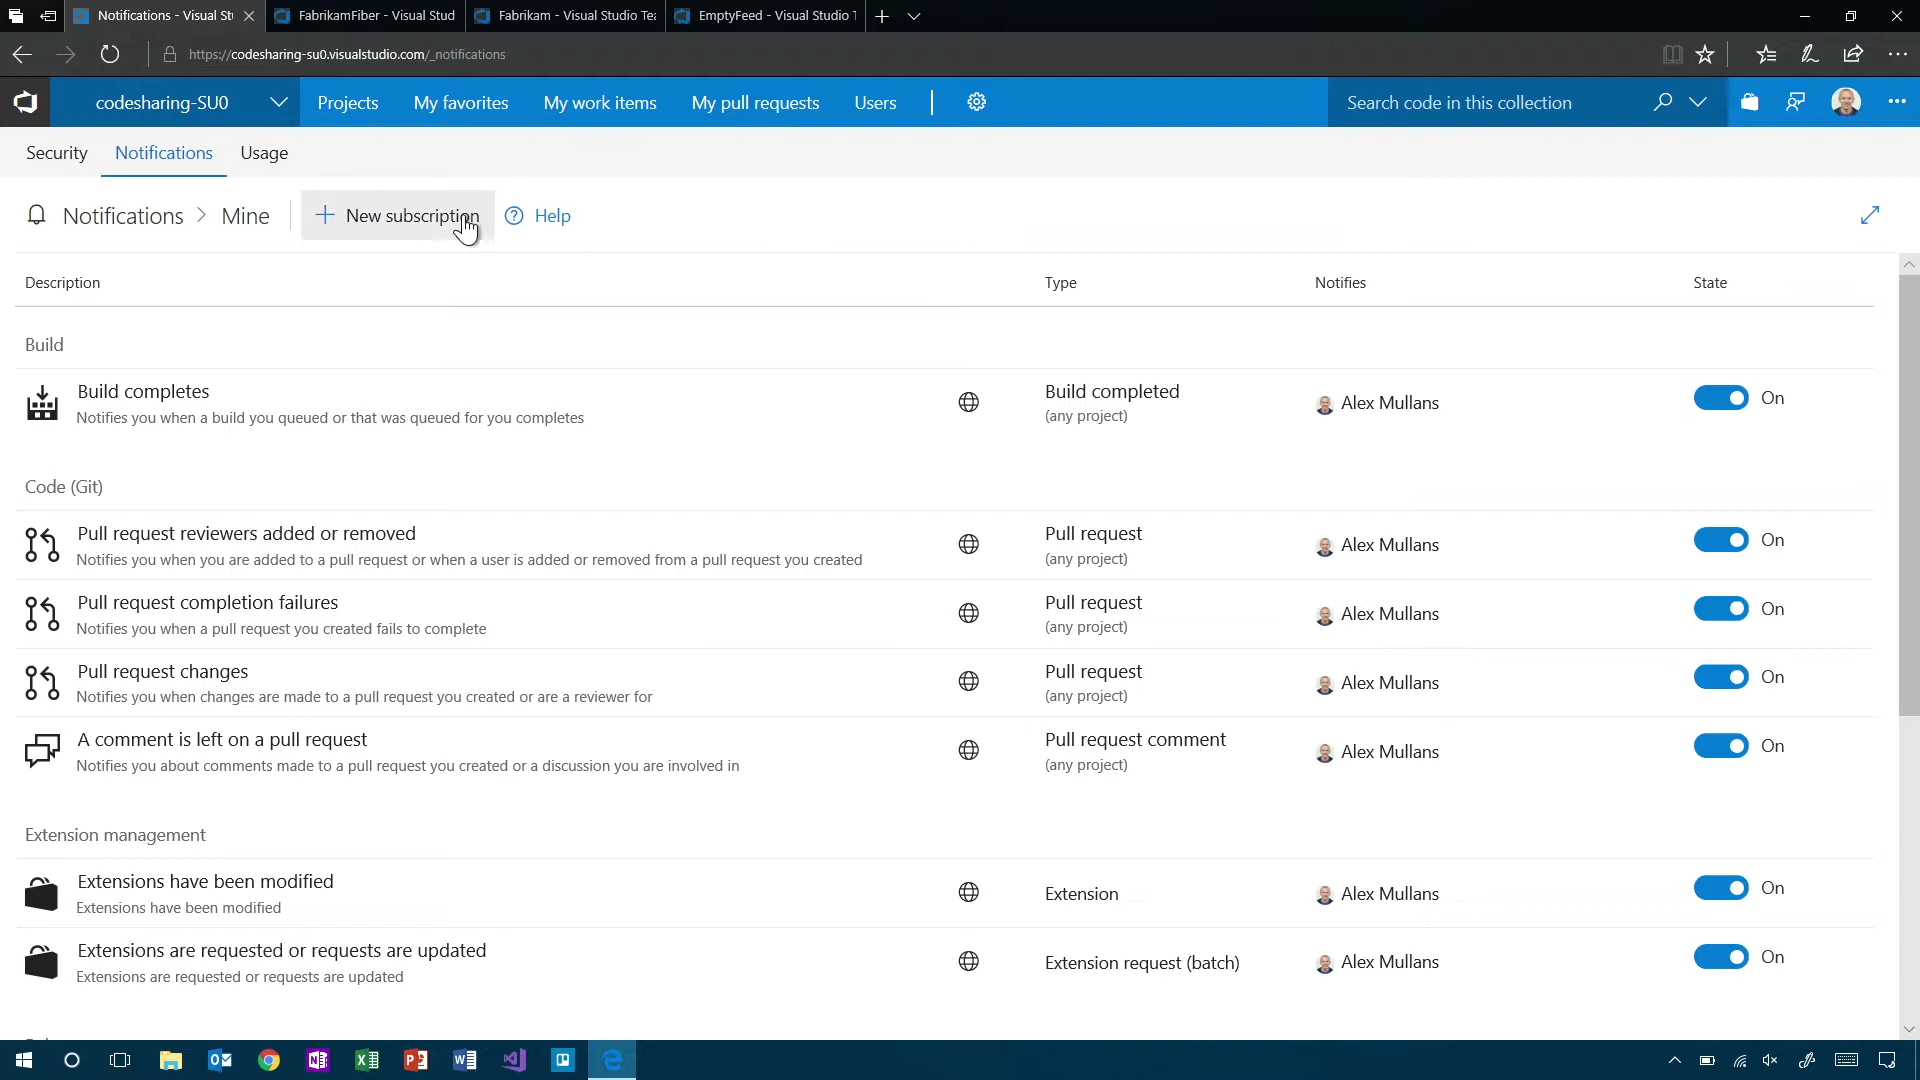 Notifications - Visual St
FabrikamFiber - Visual Stud
Fabrikam - Visual Studio Tea
EmptyFeed - Visual Studio T
https://codesharing-su0.visualstudio.com/_notifications
codesharing-SU0
Projects
My favorites
My work items
My pull requests
Users
Search code in this collection
Security
Notifications
Usage
Notifications > Mine
New subscription
Help
Description
Type
Notifies
State
Build
Build completes
Notifies you when a build you queued or that was queued for you completes
Build completed
(any project)
Alex Mullans
On
Code (Git)
Pull request reviewers added or removed
Notifies you when you are added to a pull request or when a user is added or removed from a pull request you created
Pull request
(any project)
Alex Mullans
On
Pull request completion failures
Notifies you when a pull request you created fails to complete
Pull request
(any project)
Alex Mullans
On
Pull request changes
Notifies you when changes are made to a pull request you created or are a reviewer for
Pull request
(any project)
Alex Mullans
On
A comment is left on a pull request
Notifies you about comments made to a pull request you created or a discussion you are involved in
Pull request comment
(any project)
Alex Mullans
On
Extension management
Extensions have been modified
Extensions have been modified
Extension
Alex Mullans
On
Extensions are requested or requests are updated
Extensions are requested or requests are updated
Extension request (batch)
Alex Mullans
On